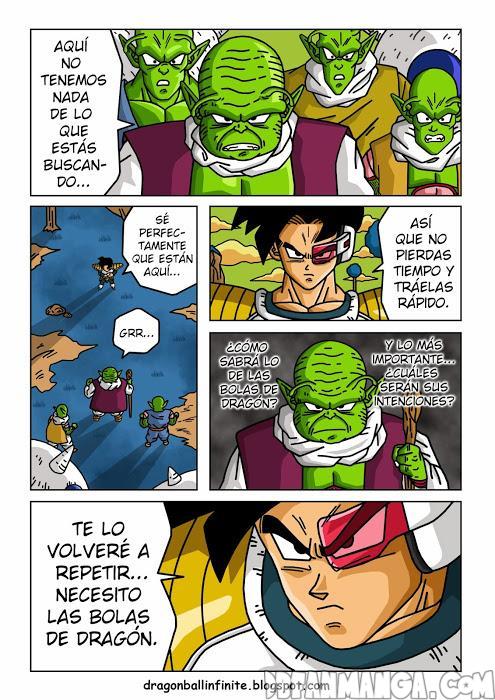 AQUÍ
NO
TENEMOS
NADA
DE LO
QUE
ESTÁS
BUSCAN-
DO...
SÉ
PERFEC-
TAMENTE
QUE ESTÁN
AQUÍ...
GRR...
ASÍ
QUE NO
PIERDAS
TIEMPO Y
TRÁELAS
RÁPIDO.
¿CÓMO
SABRÁ LO
DE LAS
BOLAS DE
DRAGÓN?
Y LO MÁS
IMPORTANTE...
¿CUÁLES
SERÁN SUS
INTENCIONES?
TE LO
VOLVERÉ A
REPETIR...
NECESITO
LAS BOLAS
DE DRAGÓN.
dragonballinfinite.blogspot.com